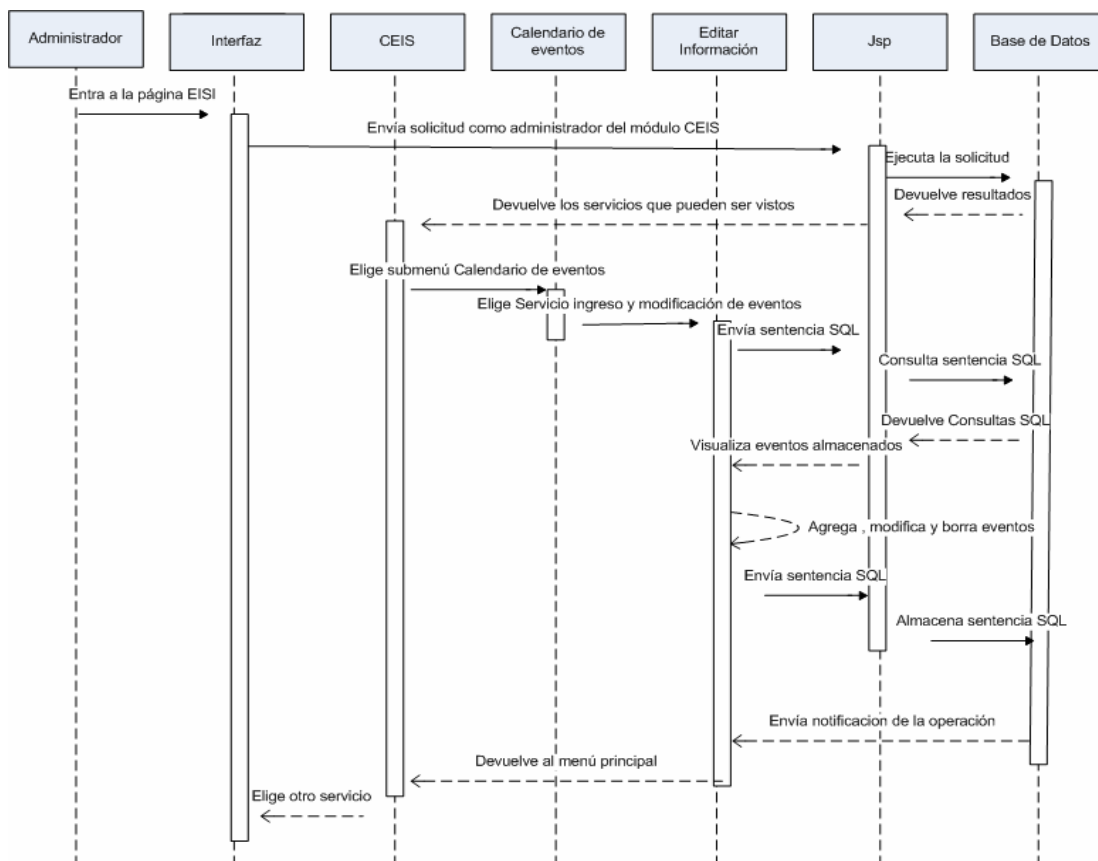 Administrador
Interfaz
CEIS
Calendario de
eventos
Editar
Información
Jsp
Base de Datos
Entra a la página EISI
Envía solicitud como administrador del módulo CEIS
Ejecuta la solicitud
Devuelve resultados
Devuelve los servicios que pueden ser vistos
Elige submenú Calendario de eventos
Elige Servicio ingreso y modificación de eventos
Envía sentencia SQL
Consulta sentencia SQL
Devuelve Consultas SQL
Visualiza eventos almacenados
Agrega , modifica y borra eventos
Envía sentencia SQL
Almacena sentencia SQL
Envía notificacion de la operación
Devuelve al menú principal
Elige otro servicio